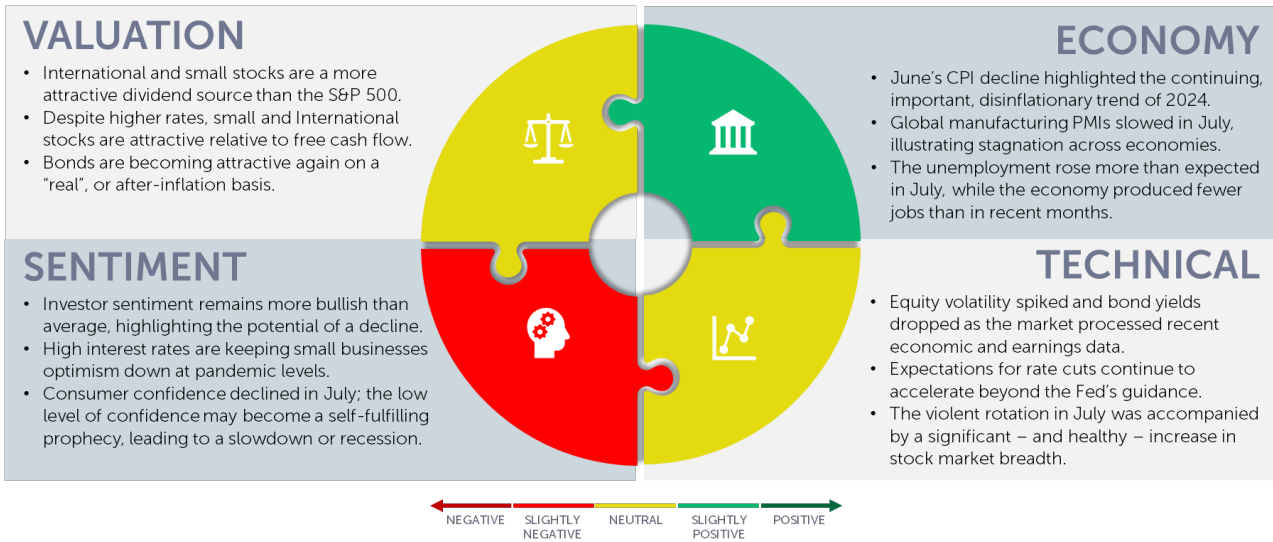 VALUATION
• International and small stocks are a more
attractive dividend source than the S&P 500.
• Despite higher rates, small and International
stocks are attractive relative to free cash flow.
• Bonds are becoming attractive again on a
“real”, or after-inflation basis.
ECONOMY
• June’s CPI decline highlighted the continuing,
important, disinflationary trend of 2024.
• Global manufacturing PMIs slowed in July,
illustrating stagnation across economies.
• The unemployment rose more than expected
in July, while the economy produced fewer
jobs than in recent months.
SENTIMENT
• Investor sentiment remains more bullish than
average, highlighting the potential of a decline.
• High interest rates are keeping small businesses
optimism down at pandemic levels.
• Consumer confidence declined in July; the low
level of confidence may become a self-fulfilling
prophecy, leading to a slowdown or recession.
TECHNICAL
• Equity volatility spiked and bond yields
dropped as the market processed recent
economic and earnings data.
• Expectations for rate cuts continue to
accelerate beyond the Fed’s guidance.
• The violent rotation in July was accompanied
by a significant – and healthy – increase in
stock market breadth.
NEGATIVE
SLIGHTLY
NEGATIVE
NEUTRAL
SLIGHTLY
POSITIVE
POSITIVE